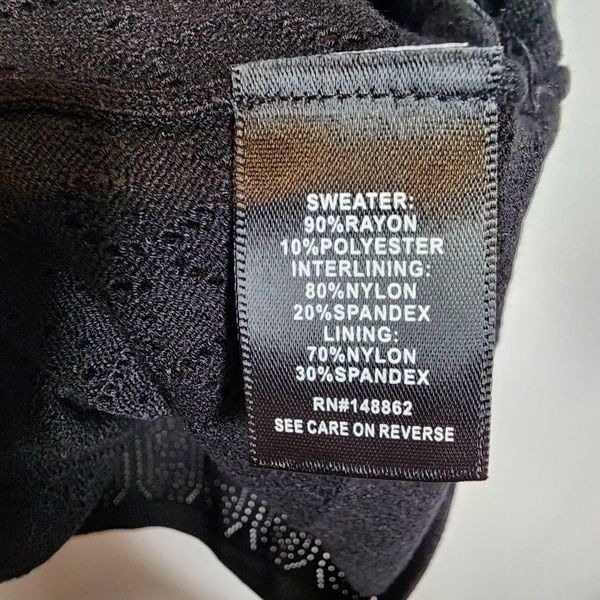 SWEATER:
90%RAYON
10%POLYESTER
INTERLINING:
80%NYLON
20%SPANDEX
LINING:
70%NYLON
30%SPANDEX
RN#148862
SEE CARE ON REVERSE